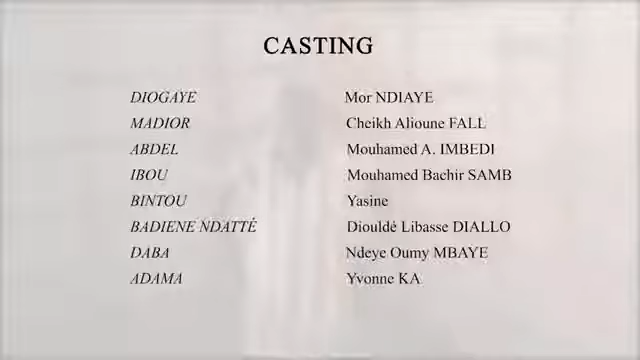 CASTING
DIOGAYE Mor NDIAYE
MADIOR Cheikh Alioune FALL
ABDEL Mouhamed A. IMBEDI
IBOU Mouhamed Bachir SAMB
BINTOU Yasine
BADIENE NDATTÉ Diouldé Libasse DIALLO
DABA Ndeye Oumy MBAYE
ADAMA Yvonne KA